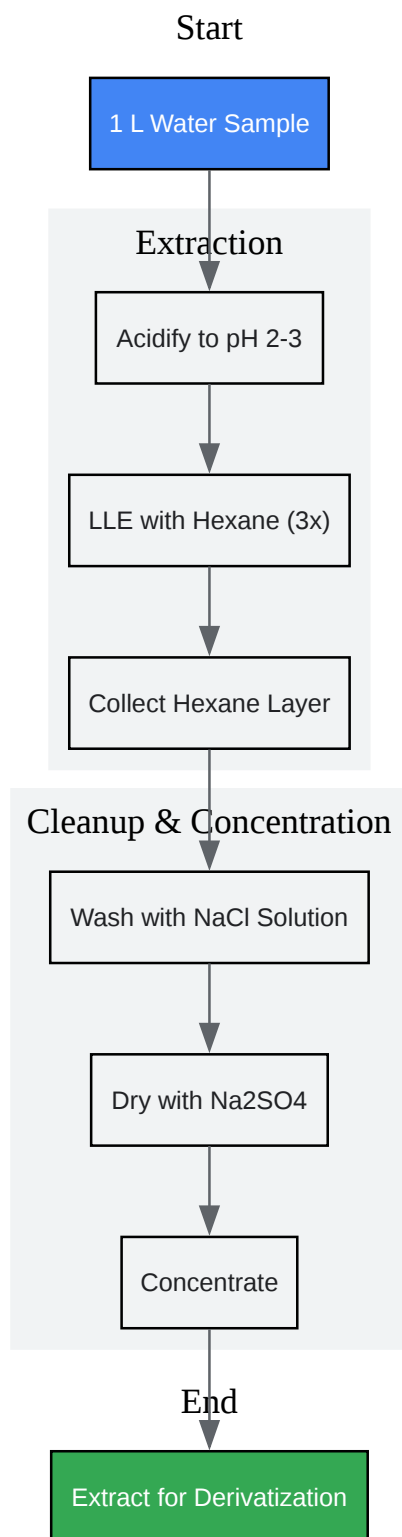 Start
1 L Water Sample
Extraction
Acidify to pH 2-3
LLE with Hexane (3x)
Collect Hexane Layer
Cleanup & Concentration
Wash with NaCl Solution
Dry with Na2SO4
Concentrate
End
Extract for Derivatization